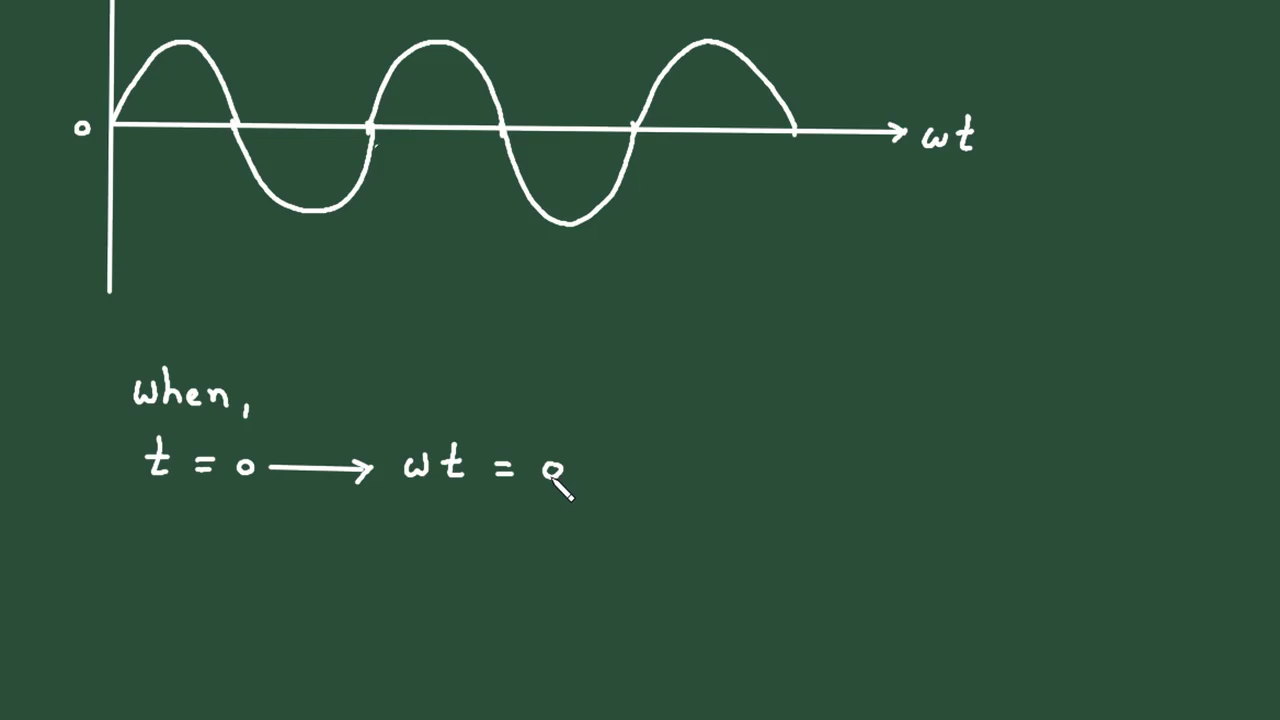 0
ωt
When,
t = 0 ⟶ ωt = 0